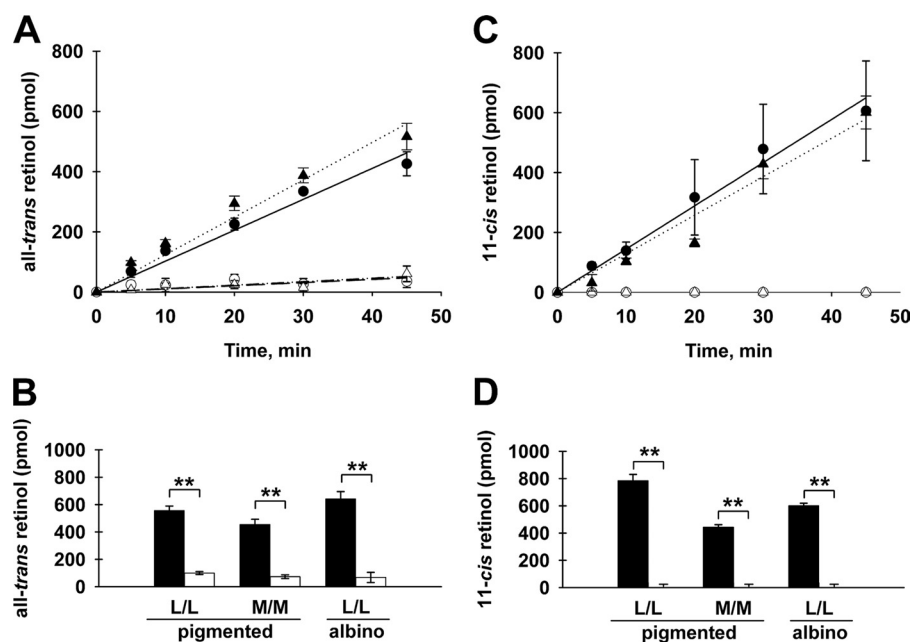 A
800
600
400
200
0
all-trans retinol (pmol)
0 10 20 30 40 50
Time, min
C
800
600
400
200
0
11-cis retinol (pmol)
0 10 20 30 40 50
Time, min
B
1000
800
600
400
200
0
all-trans retinol (pmol)
** ** **
L/L M/M L/L
pigmented albino
D
1000
800
600
400
200
0
11-cis retinol (pmol)
** ** **
L/L M/M L/L
pigmented albino